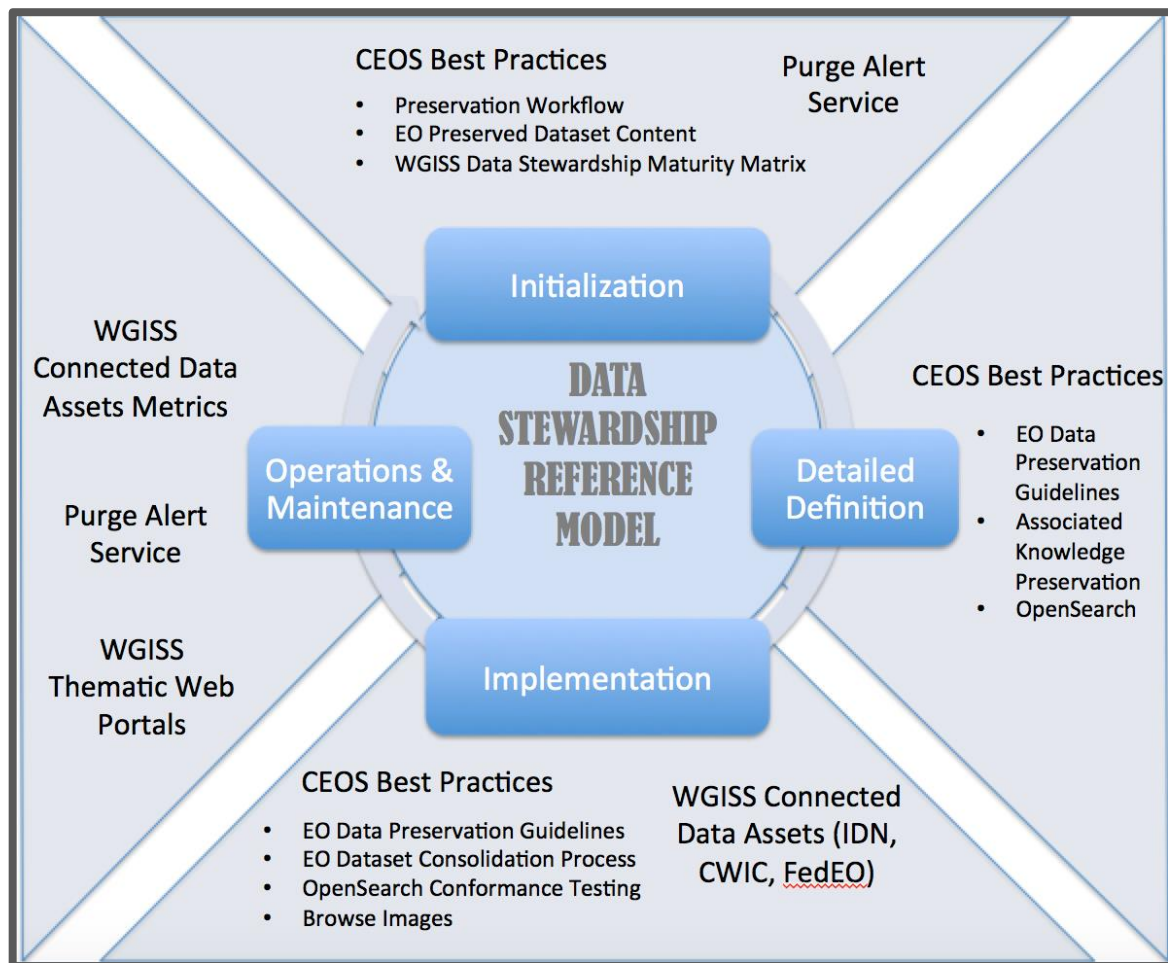 CEOS Best Practices
• Preservation Workflow
• EO Preserved Dataset Content
• WGISS Data Stewardship Maturity Matrix
Purge Alert
Service
Initialization
WGISS
Connected Data
Assets Metrics
Purge Alert
Service
WGISS
Thematic Web
Portals
Operations &
Maintenance
DATA
STEWARDSHIP
REFERENCE
MODEL
Detailed
Definition
CEOS Best Practices
• EO Data
Preservation
Guidelines
• Associated
Knowledge
Preservation
• OpenSearch
Implementation
CEOS Best Practices
• EO Data Preservation Guidelines
• EO Dataset Consolidation Process
• OpenSearch Conformance Testing
• Browse Images
WGISS Connected
Data Assets (IDN,
CWIC, FedEO)